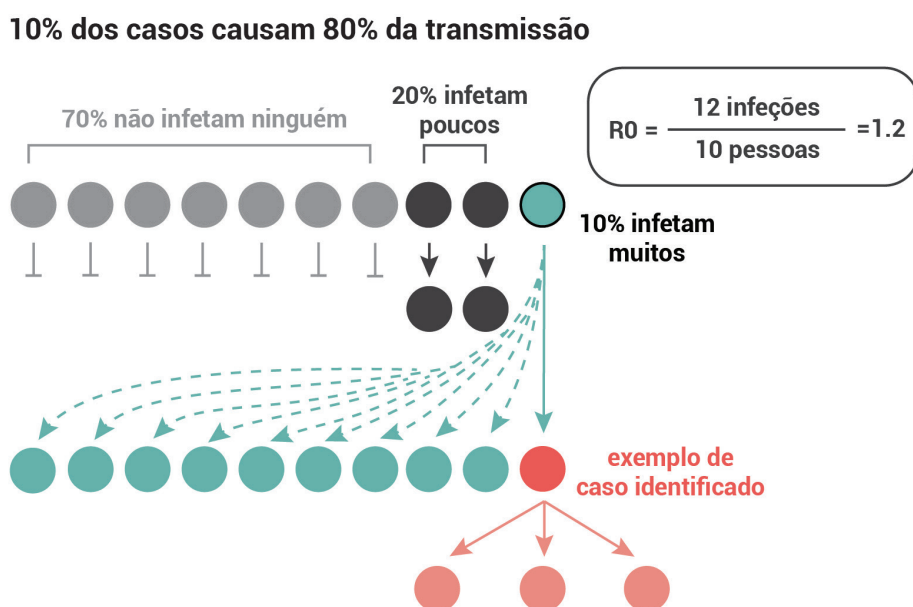 10% dos casos causam 80% da transmissão
70% não infetam ninguém
20% infetam
poucos
R0 = 12 infeções
10 pessoas =1.2
10% infetam
muitos
exemplo de
caso identificado